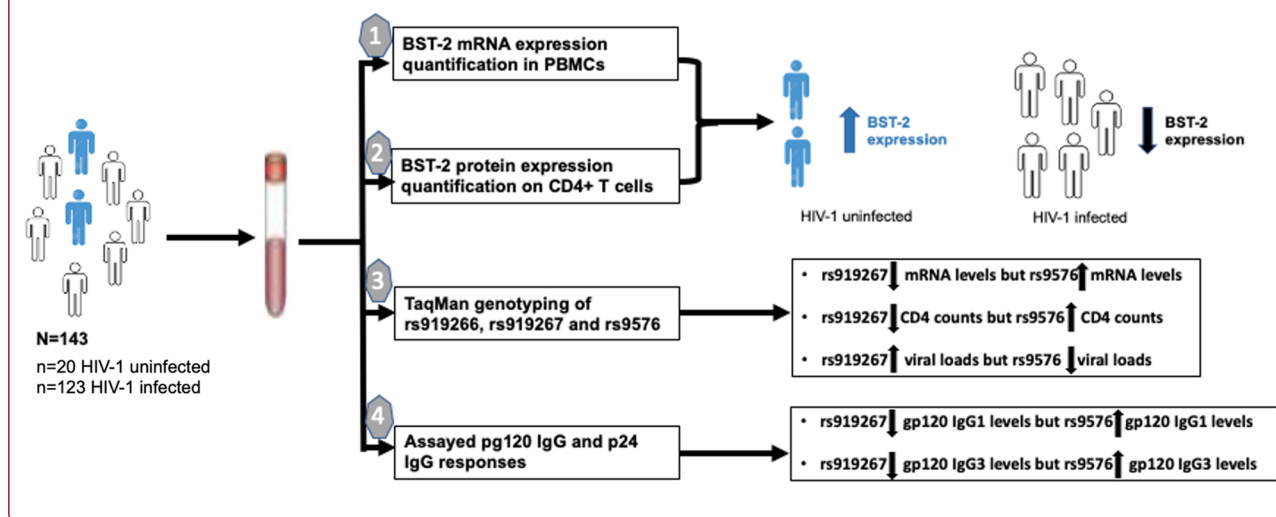 1
BST-2 mRNA expression
quantification in PBMCs
2
BST-2 protein expression
quantification on CD4+ T cells
BST-2
expression
HIV-1 uninfected
BST-2
expression
HIV-1 infected
N=143
n=20 HIV-1 uninfected
n=123 HIV-1 infected
3
TaqMan genotyping of
rs919266, rs919267 and rs9576
• rs919267 mRNA levels but rs9576 mRNA levels
• rs919267 CD4 counts but rs9576 CD4 counts
• rs919267 viral loads but rs9576 viral loads
4
Assayed pg120 IgG and p24
IgG responses
• rs919267 gp120 IgG1 levels but rs9576 gp120 IgG1 levels
• rs919267 gp120 IgG3 levels but rs9576 gp120 IgG3 levels